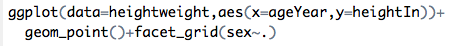 ggplot(data=heightweight,aes(x=ageYear,y=heightIn))+
geom_point()+facet_grid(sex~.)